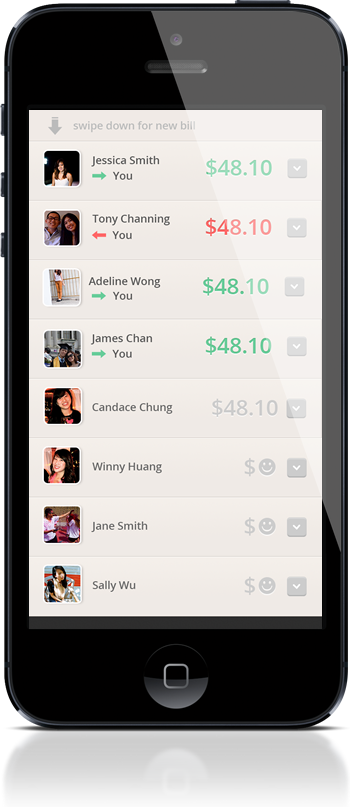 swipe down for new bill
Jessica Smith
You
$48.10
Tony Channing
You
$48.10
Adeline Wong
You
$48.10
James Chan
You
$48.10
Candace Chung
$48.10
Winny Huang
$
Jane Smith
$
Sally Wu
$